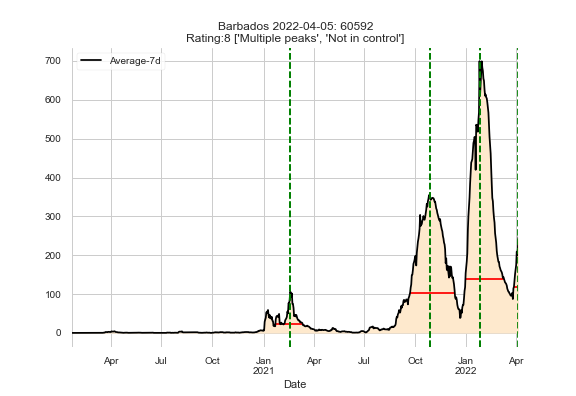 Barbados 2022-04-05: 60592
Rating:8 ['Multiple peaks', 'Not in control']
Average-7d
700
600
500
400
300
200
100
0
Apr Jul Oct Jan Apr Jul Oct Jan Apr
2021 2022
Date